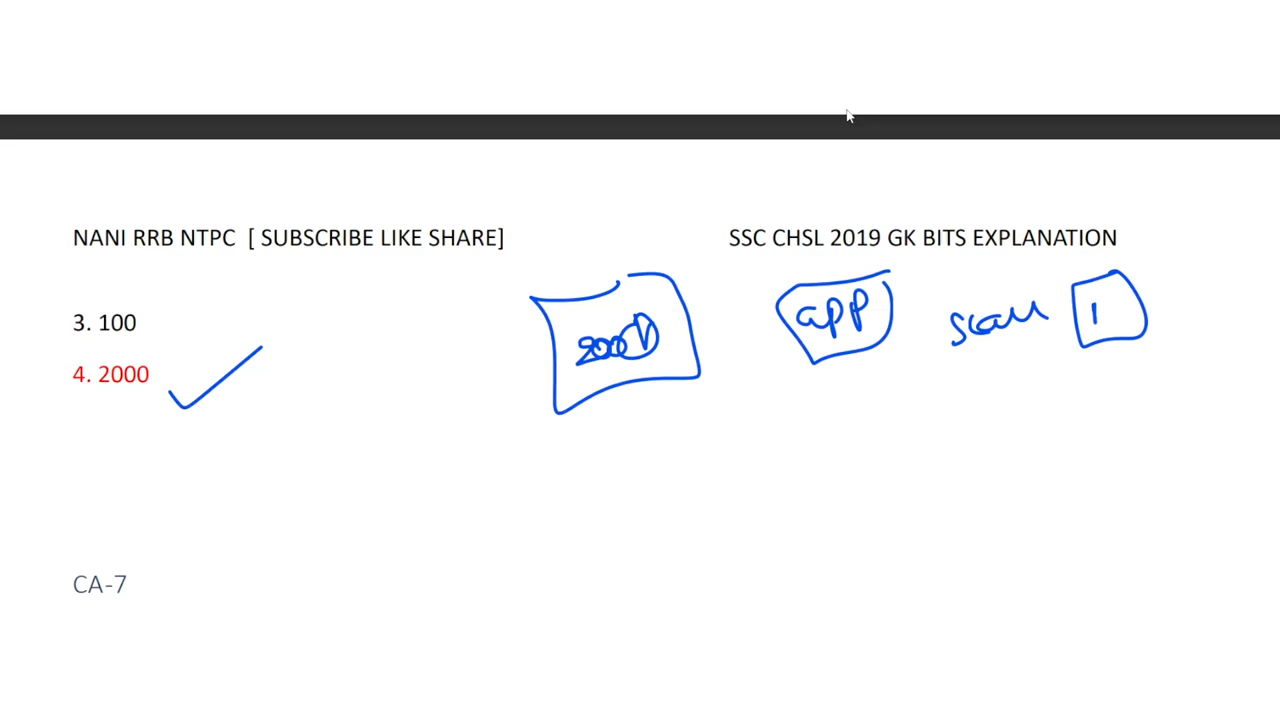 NANI RRB NTPC [ SUBSCRIBE LIKE SHARE]
SSC CHSL 2019 GK BITS EXPLANATION
app
scan 1
3. 100
2000
4. 2000
CA-7